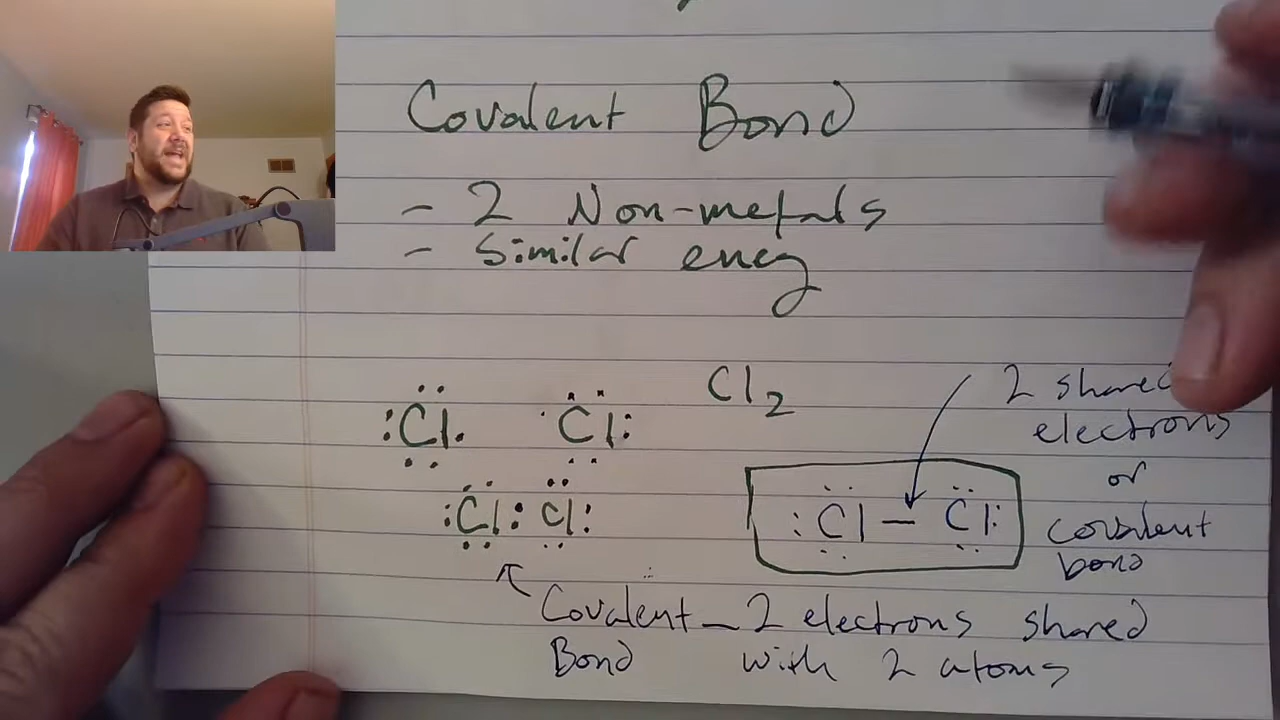 Covalent Bond
- 2 Non-metals
- Similar energy
:Cl. .Cl:
Cl2
:Cl:Cl:
:Cl - Cl:
2 shared
electrons
or
covalent
bond
Covalent - 2 electrons shared
Bond with 2 atoms